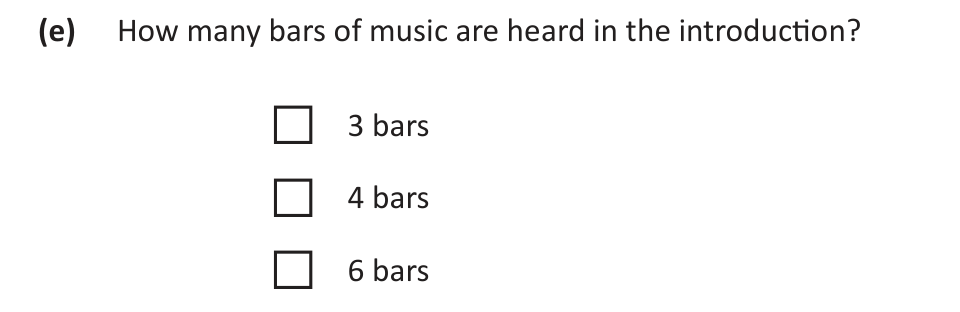 (e) How many bars of music are heard in the introduction?
3 bars
4 bars
6 bars